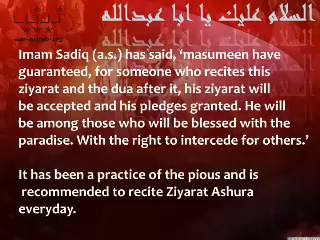 السلام عليك يا ابا عبدالله
Imam Sadiq (a.s.) has said, ‘masumeen have
guaranteed, for someone who recites this
ziyarat and the dua after it, his ziyarat will
be accepted and his pledges granted. He will
be among those who will be blessed with the
paradise. With the right to intercede for others.’
It has been a practice of the pious and is
recommended to recite Ziyarat Ashura
everyday.